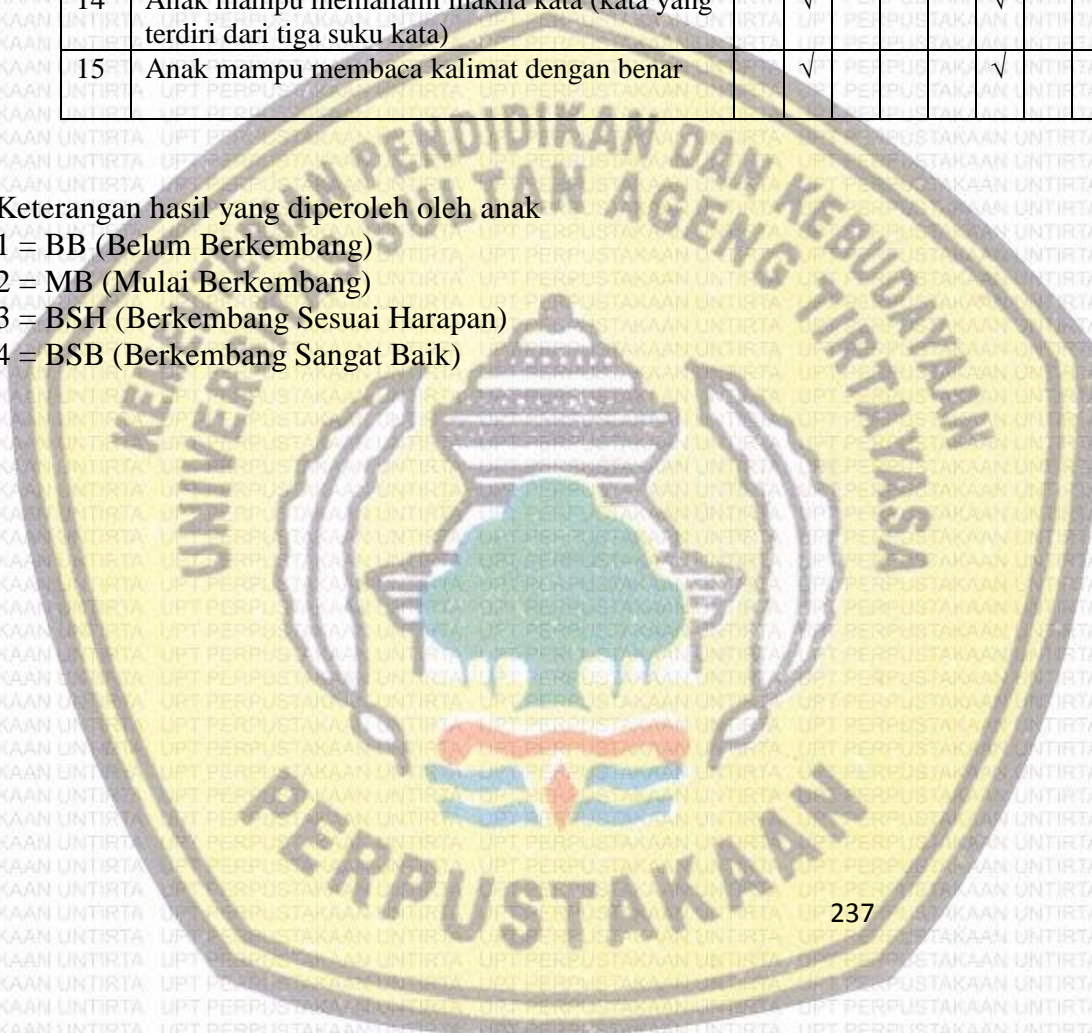 14 Anak mampu memahami makna kata (kata yang √ √
terdiri dari tiga suku kata)
15 Anak mampu membaca kalimat dengan benar √ √
Keterangan hasil yang diperoleh oleh anak
1 = BB (Belum Berkembang)
2 = MB (Mulai Berkembang)
3 = BSH (Berkembang Sesuai Harapan)
4 = BSB (Berkembang Sangat Baik)
KEMENTERIAN PENDIDIKAN DAN KEBUDAYAAN
UNIVERSITAS SULTAN AGENG TIRTAYASA
PERPUSTAKAAN
237